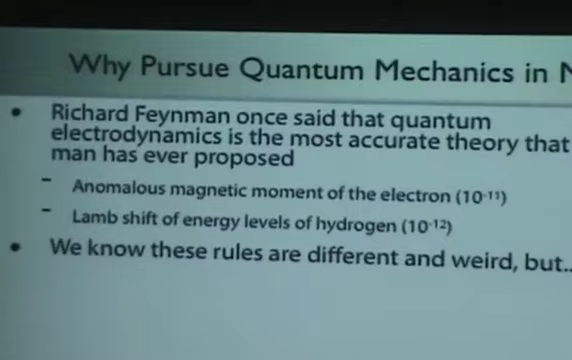 Why Pursue Quantum Mechanics in
• Richard Feynman once said that quantum
electrodynamics is the most accurate theory that
man has ever proposed
– Anomalous magnetic moment of the electron (10⁻¹¹)
– Lamb shift of energy levels of hydrogen (10⁻¹²)
• We know these rules are different and weird, but..